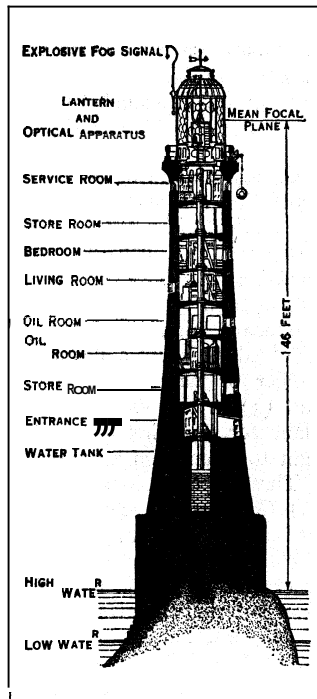 EXPLOSIVE FOG SIGNAL
LANTERN
AND
OPTICAL APPARATUS
MEAN FOCAL
PLANE
SERVICE ROOM
STORE ROOM
BEDROOM
LIVING ROOM
OIL ROOM
OIL
ROOM
STORE ROOM
ENTRANCE
WATER TANK
146 FEET
HIGH
WATER
LOW WATER